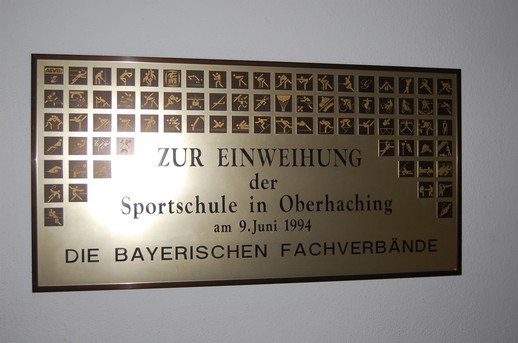 ZUR EINWEIHUNG
der
Sportschule in Oberhaching
am 9. Juni 1994
DIE BAYERISCHEN FACHVERBÄNDE